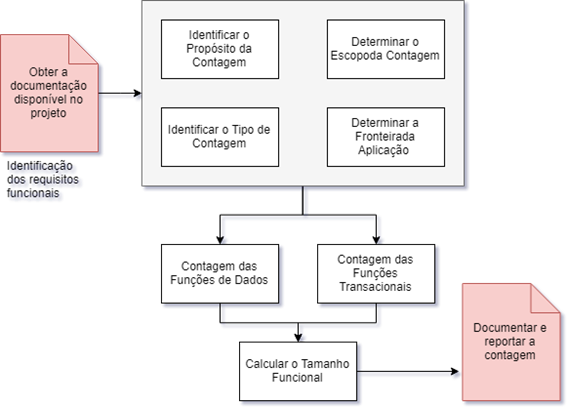 Obter a
documentação
disponível no
projeto
Identificação
dos requisitos
funcionais
Identificar o
Propósito da
Contagem
Determinar o
Escopoda Contagem
Identificar o Tipo de
Contagem
Determinar a
Fronteirada
Aplicação
Contagem das
Funções de Dados
Contagem das
Funções
Transacionais
Calcular o Tamanho
Funcional
Documentar e
reportar a
contagem